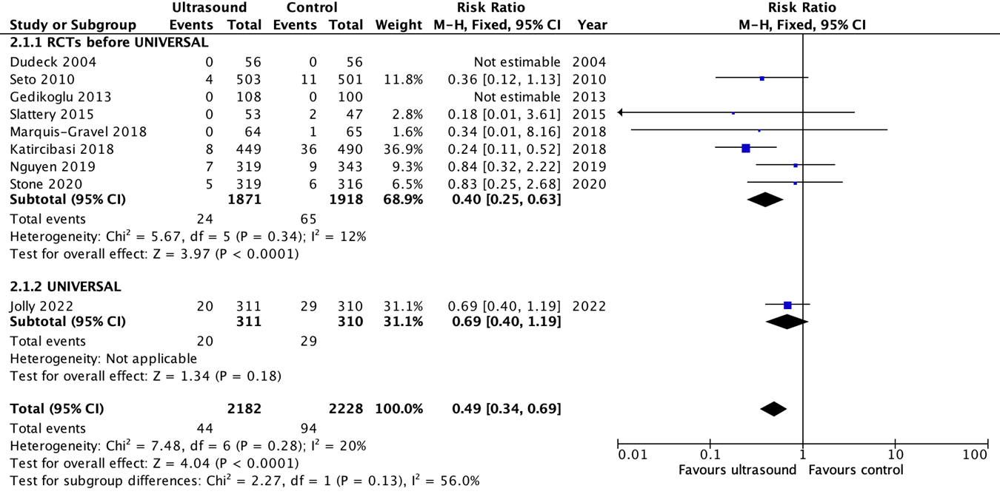 Ultrasound Control Risk Ratio Risk Ratio
Study or Subgroup Events Total Events Total Weight M-H, Fixed, 95% CI Year M-H, Fixed, 95% CI
2.1.1 RCTs before UNIVERSAL
Dudeck 2004 0 56 0 56 Not estimable 2004
Seto 2010 4 503 11 501 11.8% 0.36 [0.12, 1.13] 2010
Gedikoglu 2013 0 108 0 100 Not estimable 2013
Slattery 2015 0 53 2 47 2.8% 0.18 [0.01, 3.61] 2015
Marquis-Gravel 2018 0 64 1 65 1.6% 0.34 [0.01, 8.16] 2018
Katircibasi 2018 8 449 36 490 36.9% 0.24 [0.11, 0.52] 2018
Nguyen 2019 7 319 9 343 9.3% 0.84 [0.32, 2.22] 2019
Stone 2020 5 319 6 316 6.5% 0.83 [0.25, 2.68] 2020
Subtotal (95% CI) 1871 1918 68.9% 0.40 [0.25, 0.63]
Total events 24 65
Heterogeneity: Chi² = 5.67, df = 5 (P = 0.34); I² = 12%
Test for overall effect: Z = 3.97 (P < 0.0001)
2.1.2 UNIVERSAL
Jolly 2022 20 311 29 310 31.1% 0.69 [0.40, 1.19] 2022
Subtotal (95% CI) 311 310 31.1% 0.69 [0.40, 1.19]
Total events 20 29
Heterogeneity: Not applicable
Test for overall effect: Z = 1.34 (P = 0.18)
Total (95% CI) 2182 2228 100.0% 0.49 [0.34, 0.69]
Total events 44 94
Heterogeneity: Chi² = 7.48, df = 6 (P = 0.28); I² = 20%
Test for overall effect: Z = 4.04 (P < 0.0001)
Test for subgroup differences: Chi² = 2.27, df = 1 (P = 0.13), I² = 56.0%
0.01 0.1 1 10 100
Favours ultrasound Favours control